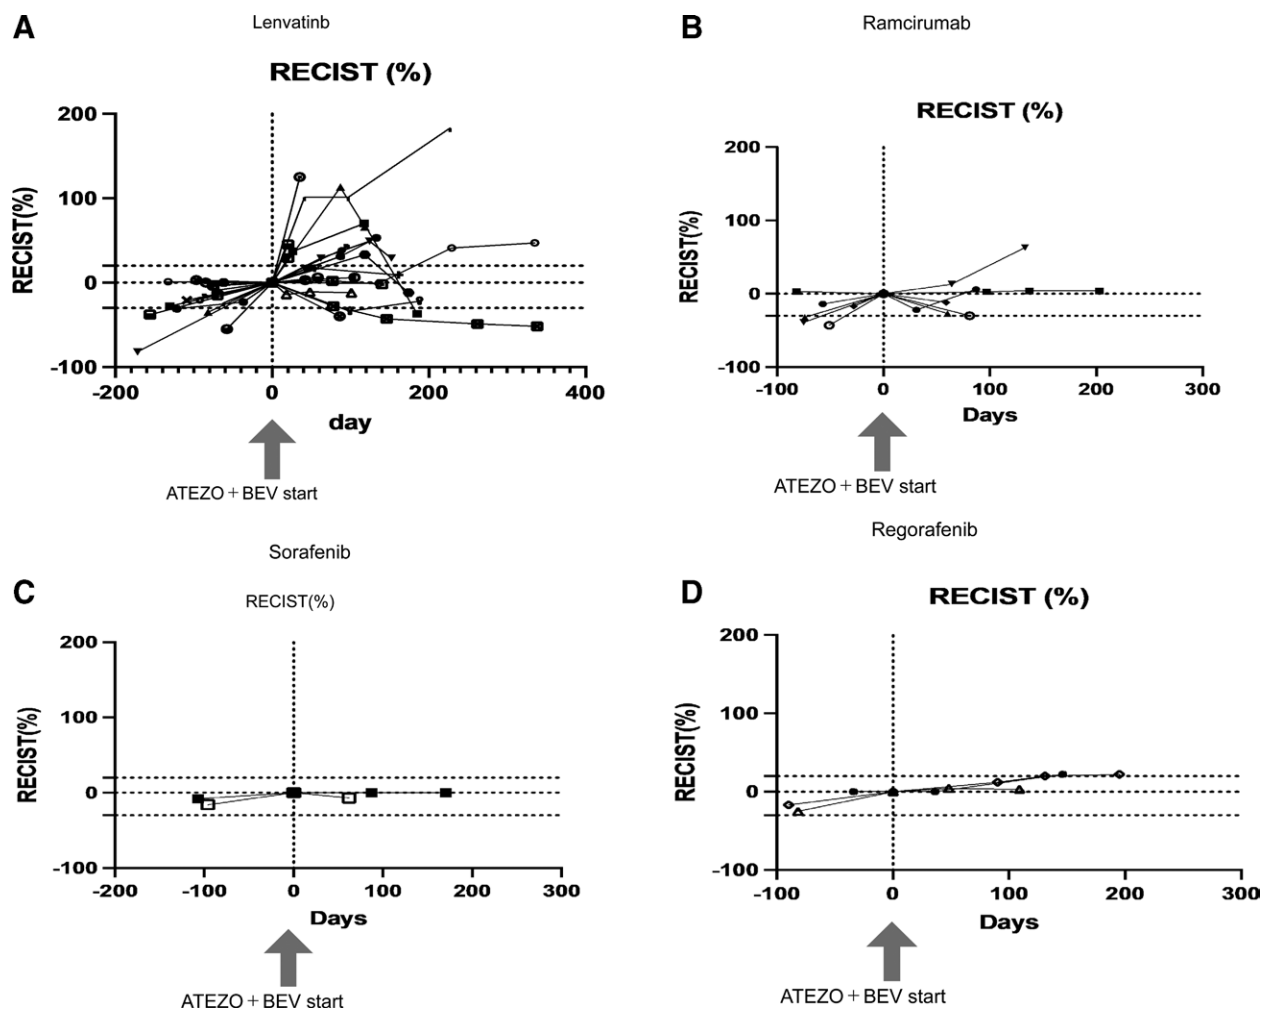 A
Lenvatinib
RECIST (%)
RECIST(%)
200
100
0
-100
-200
0
200
400
day
ATEZO+BEV start
B
Ramcirumab
RECIST (%)
RECIST(%)
200
100
0
-100
-100
0
100
200
300
Days
ATEZO+BEV start
C
Sorafenib
RECIST(%)
RECIST(%)
200
100
0
-100
-200
-100
0
100
200
300
Days
ATEZO+BEV start
D
Regorafenib
RECIST (%)
RECIST(%)
200
100
0
-100
-100
0
100
200
300
Days
ATEZO+BEV start